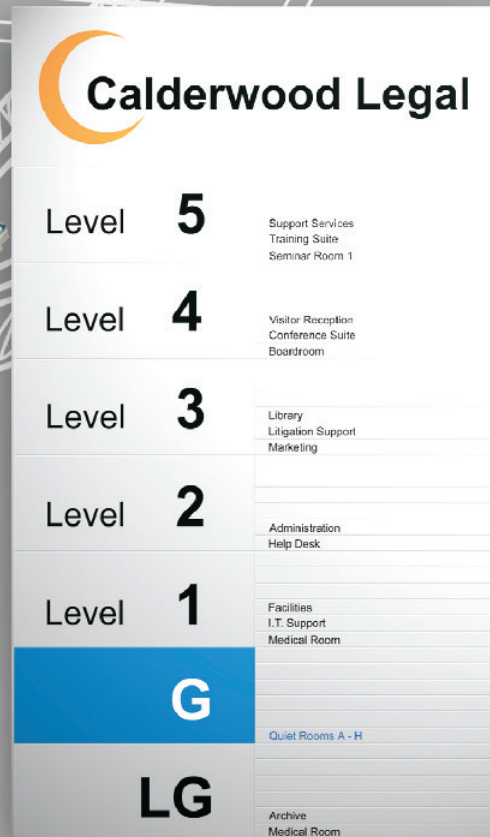 Calderwood Legal
Level 5
Support Services
Training Suite
Seminar Room 1
Level 4
Visitor Reception
Conference Suite
Boardroom
Level 3
Library
Litigation Support
Marketing
Level 2
Administration
Help Desk
Level 1
Facilities
I.T. Support
Medical Room
G
Quiet Rooms A - H
LG
Archive
Medical Room